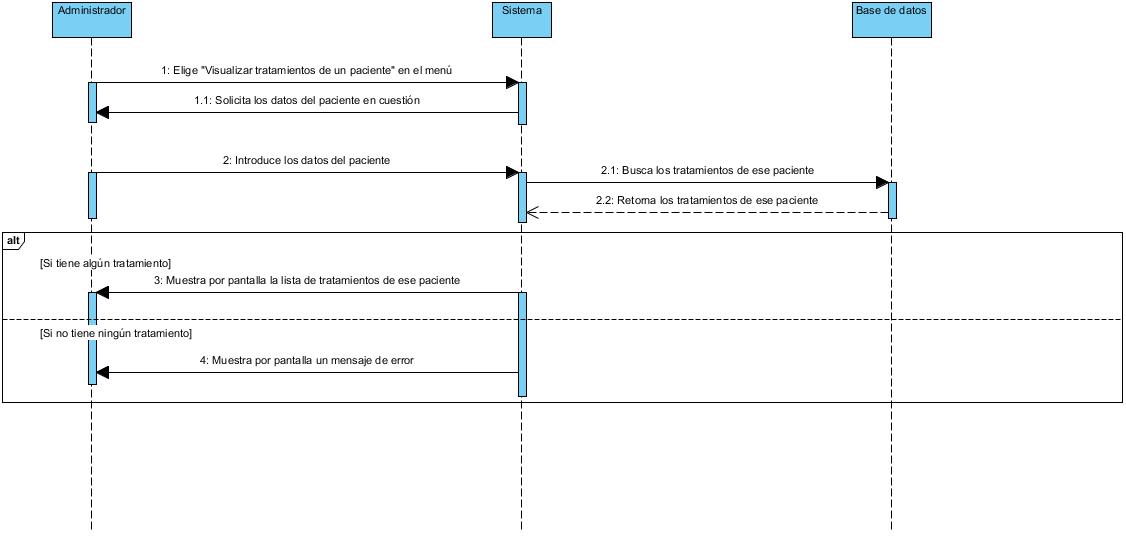 Administrador
Sistema
Base de datos
1: Elige "Visualizar tratamientos de un paciente" en el menú
1.1: Solicita los datos del paciente en cuestión
2: Introduce los datos del paciente
2.1: Busca los tratamientos de ese paciente
2.2: Retorna los tratamientos de ese paciente
alt
[Si tiene algún tratamiento]
3: Muestra por pantalla la lista de tratamientos de ese paciente
[Si no tiene ningún tratamiento]
4: Muestra por pantalla un mensaje de error